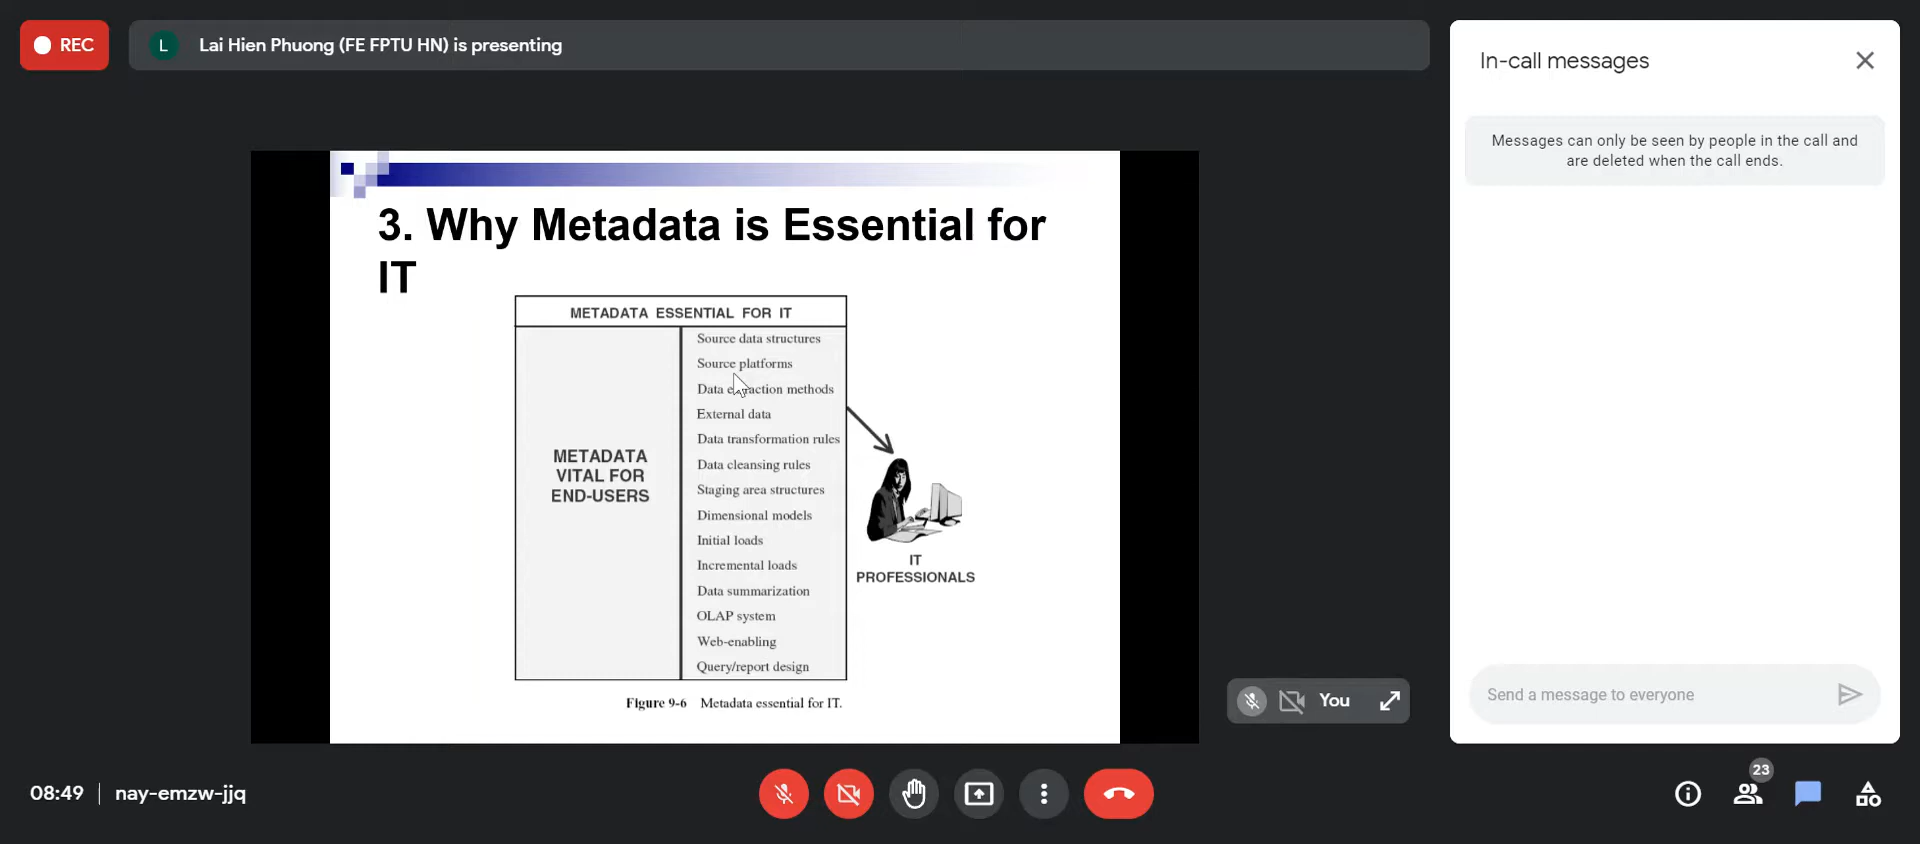 REC
L
Lai Hien Phuong (FE FPTU HN) is presenting
3. Why Metadata is Essential for
IT
METADATA ESSENTIAL FOR IT
METADATA
VITAL FOR
END-USERS
Source data structures
Source platforms
Data extraction methods
External data
Data transformation rules
Data cleansing rules
Staging area structures
Dimensional models
Initial loads
Incremental loads
Data summarization
OLAP system
Web-enabling
Query/report design
IT
PROFESSIONALS
Figure 9-6 Metadata essential for IT.
You
In-call messages
Messages can only be seen by people in the call and
are deleted when the call ends.
Send a message to everyone
08:49 | nay-emzw-jjq
23